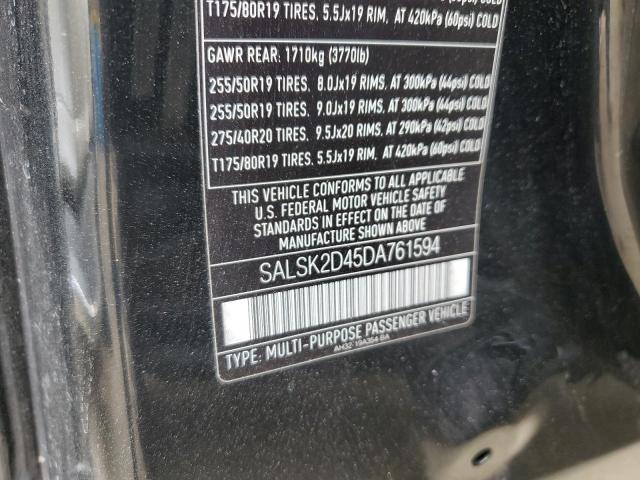 T175/80R19 TIRES, 5.5Jx19 RIM, AT 420kPa (60psi) COLD
GAWR REAR: 1710kg (3770lb)
255/50R19 TIRES, 8.0Jx19 RIMS, AT 300kPa (44psi) COLD
255/50R19 TIRES, 9.0Jx19 RIMS, AT 300kPa (44psi) COLD
275/40R20 TIRES, 9.5Jx20 RIMS, AT 290kPa (42psi) COLD
T175/80R19 TIRES, 5.5Jx19 RIM, AT 420kPa (60psi) COLD
THIS VEHICLE CONFORMS TO ALL APPLICABLE
U.S. FEDERAL MOTOR VEHICLE SAFETY
STANDARDS IN EFFECT ON THE DATE OF
MANUFACTURE SHOWN ABOVE
SALSK2D45DA761594
TYPE: MULTI-PURPOSE PASSENGER VEHICLE
AH32-19A354-BA